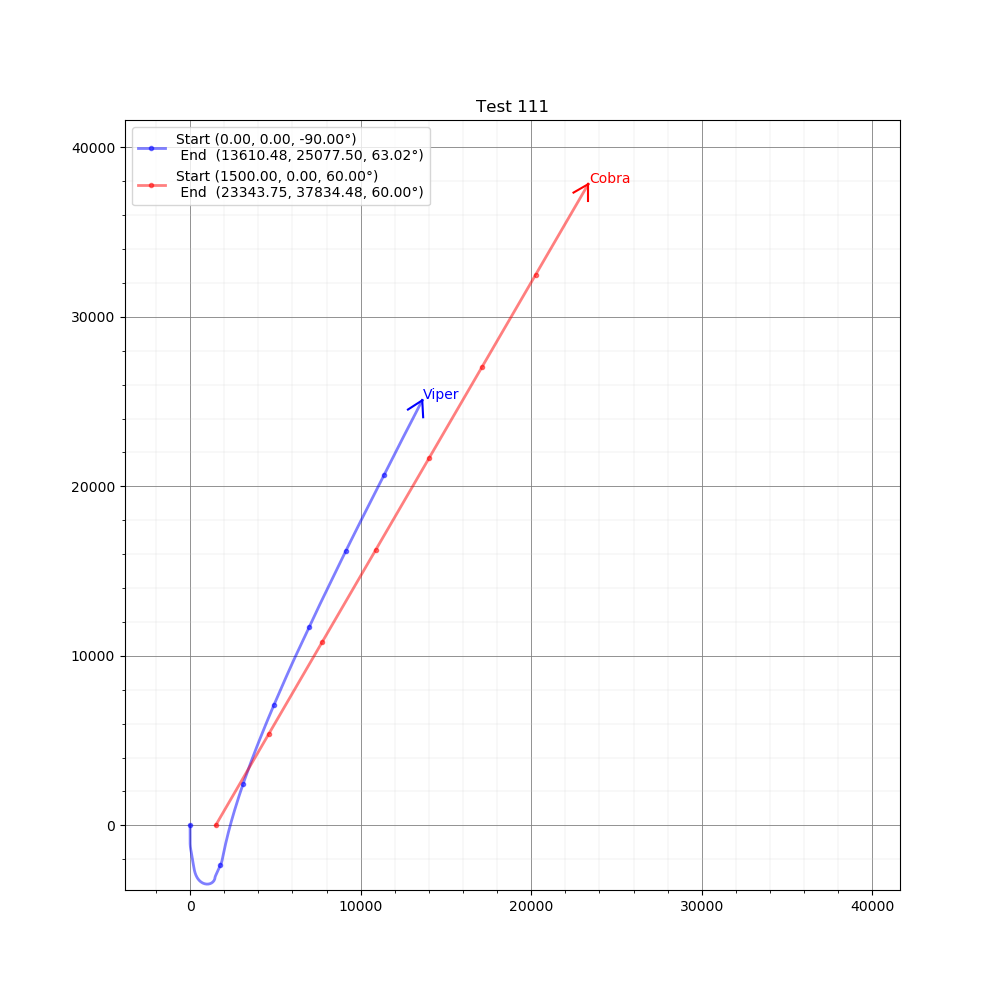 Test 111
Start (0.00, 0.00, -90.00°)
End (13610.48, 25077.50, 63.02°)
Start (1500.00, 0.00, 60.00°)
End (23343.75, 37834.48, 60.00°)
Cobra
Viper
40000
30000
20000
10000
0
0 10000 20000 30000 40000